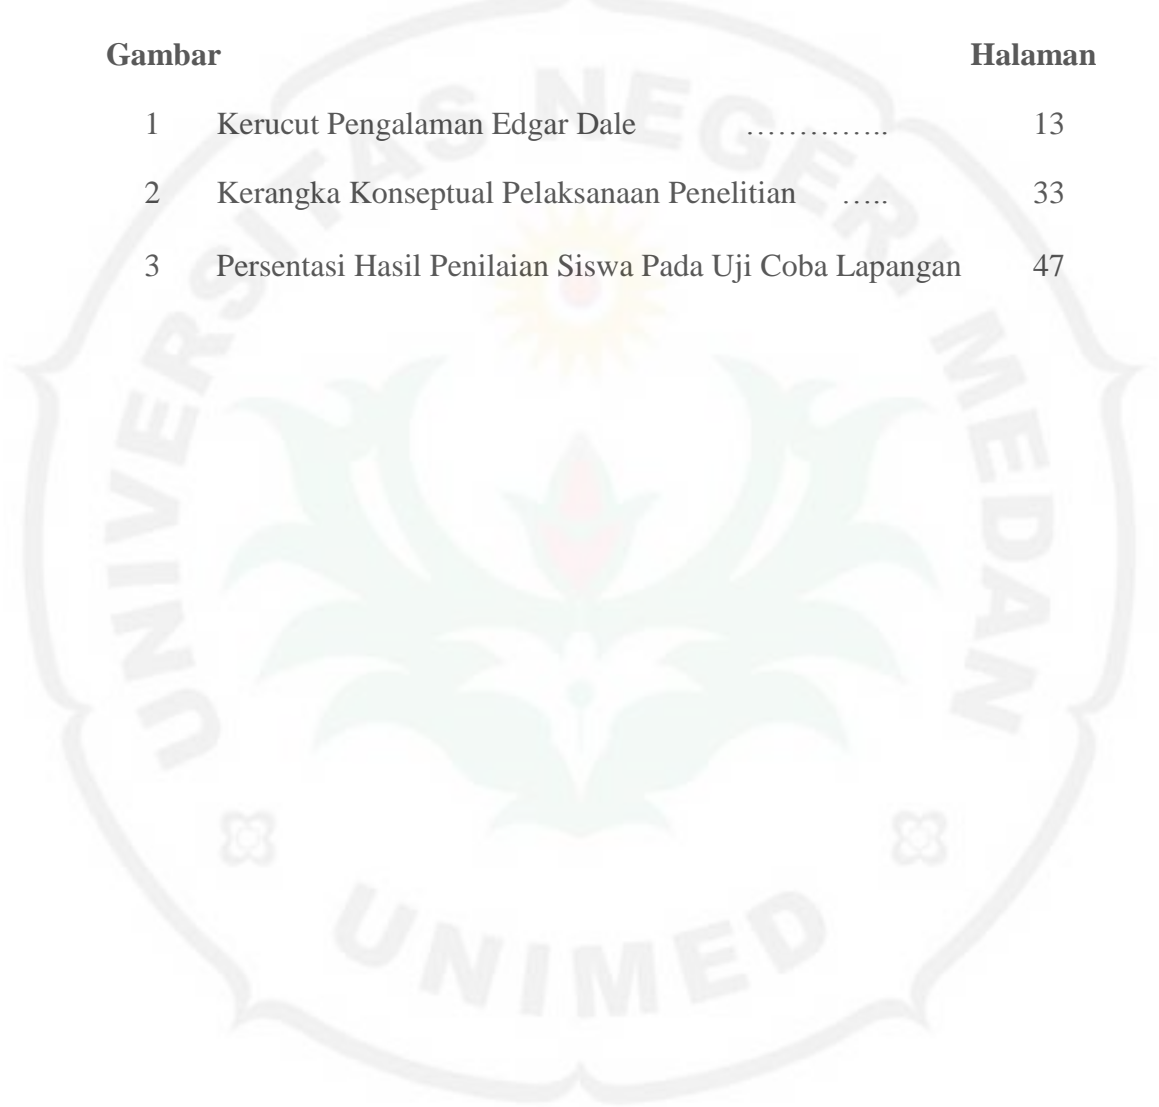 Gambar Halaman
1 Kerucut Pengalaman Edgar Dale ………….. 13
2 Kerangka Konseptual Pelaksanaan Penelitian ….. 33
3 Persentasi Hasil Penilaian Siswa Pada Uji Coba Lapangan 47
UNIVERSITAS NEGERI MEDAN
UNIMED